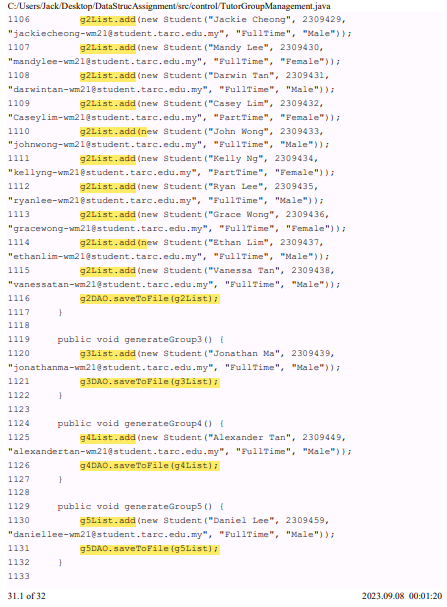 C:/Users/Jack/Desktop/DataStrucAssignment/src/control/TutorGroupManagement.java
1106 g2List.add(new Student("Jackie Cheong", 2309429,
"jackiecheong-wm21@student.tarc.edu.my", "FullTime", "Male"));
1107 g2List.add(new Student("Mandy Lee", 2309430,
"mandylee-wm21@student.tarc.edu.my", "FullTime", "Female"));
1108 g2List.add(new Student("Darwin Tan", 2309431,
"darwintan-wm21@student.tarc.edu.my", "FullTime", "Male"));
1109 g2List.add(new Student("Casey Lim", 2309432,
"Caseylim-wm21@student.tarc.edu.my", "PartTime", "Female"));
1110 g2List.add(new Student("John Wong", 2309433,
"johnwong-wm21@student.tarc.edu.my", "FullTime", "Male"));
1111 g2List.add(new Student("Kelly Ng", 2309434,
"kellyng-wm21@student.tarc.edu.my", "PartTime", "Female"));
1112 g2List.add(new Student("Ryan Lee", 2309435,
"ryanlee-wm21@student.tarc.edu.my", "FullTime", "Male"));
1113 g2List.add(new Student("Grace Wong", 2309436,
"gracewong-wm21@student.tarc.edu.my", "FullTime", "Female"));
1114 g2List.add(new Student("Ethan Lim", 2309437,
"ethanlim-wm21@student.tarc.edu.my", "FullTime", "Male"));
1115 g2List.add(new Student("Vanessa Tan", 2309438,
"vanessatan-wm21@student.tarc.edu.my", "FullTime", "Male"));
1116 g2DAO.saveToFile(g2List);
1117 }
1118
1119 public void generateGroup3() {
1120 g3List.add(new Student("Jonathan Ma", 2309439,
"jonathanma-wm21@student.tarc.edu.my", "FullTime", "Male"));
1121 g3DAO.saveToFile(g3List);
1122 }
1123
1124 public void generateGroup4() {
1125 g4List.add(new Student("Alexander Tan", 2309449,
"alexandertan-wm21@student.tarc.edu.my", "FullTime", "Male"));
1126 g4DAO.saveToFile(g4List);
1127 }
1128
1129 public void generateGroup5() {
1130 g5List.add(new Student("Daniel Lee", 2309459,
"daniellee-wm21@student.tarc.edu.my", "FullTime", "Male"));
1131 g5DAO.saveToFile(g5List);
1132 }
1133
31.1 of 32 2023.09.08 00:01:20